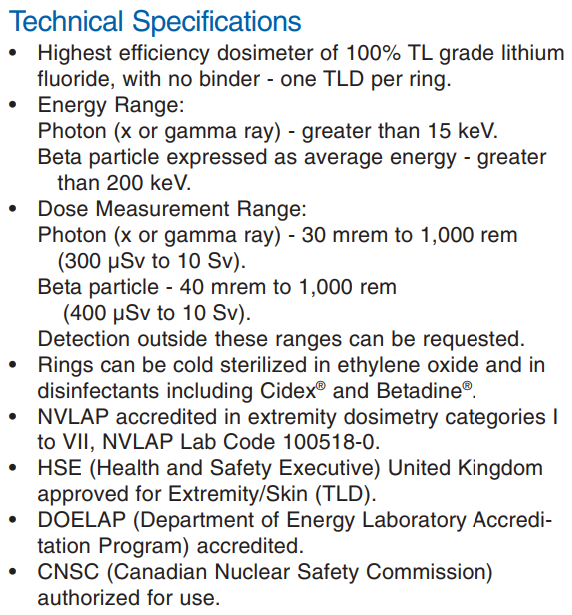 Technical Specifications
• Highest efficiency dosimeter of 100% TL grade lithium
fluoride, with no binder - one TLD per ring.
• Energy Range:
Photon (x or gamma ray) - greater than 15 keV.
Beta particle expressed as average energy - greater
than 200 keV.
• Dose Measurement Range:
Photon (x or gamma ray) - 30 mrem to 1,000 rem
(300 µSv to 10 Sv).
Beta particle - 40 mrem to 1,000 rem
(400 µSv to 10 Sv).
Detection outside these ranges can be requested.
• Rings can be cold sterilized in ethylene oxide and in
disinfectants including Cidex® and Betadine®.
• NVLAP accredited in extremity dosimetry categories I
to VII, NVLAP Lab Code 100518-0.
• HSE (Health and Safety Executive) United Kingdom
approved for Extremity/Skin (TLD).
• DOELAP (Department of Energy Laboratory Accredi-
tation Program) accredited.
• CNSC (Canadian Nuclear Safety Commission)
authorized for use.